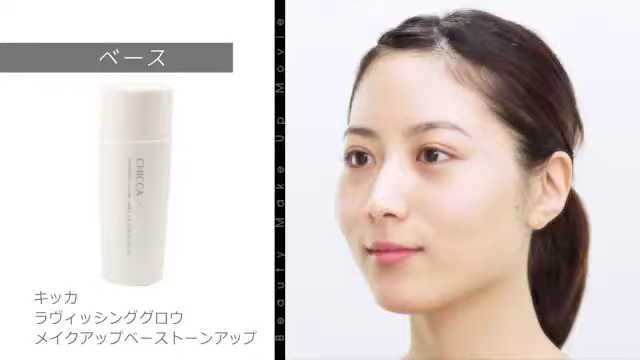 ベース
CHICCA
キッカ
ラヴィッシンググロウ
メイクアップベーストーンアップ
Beauty Make Up Movie